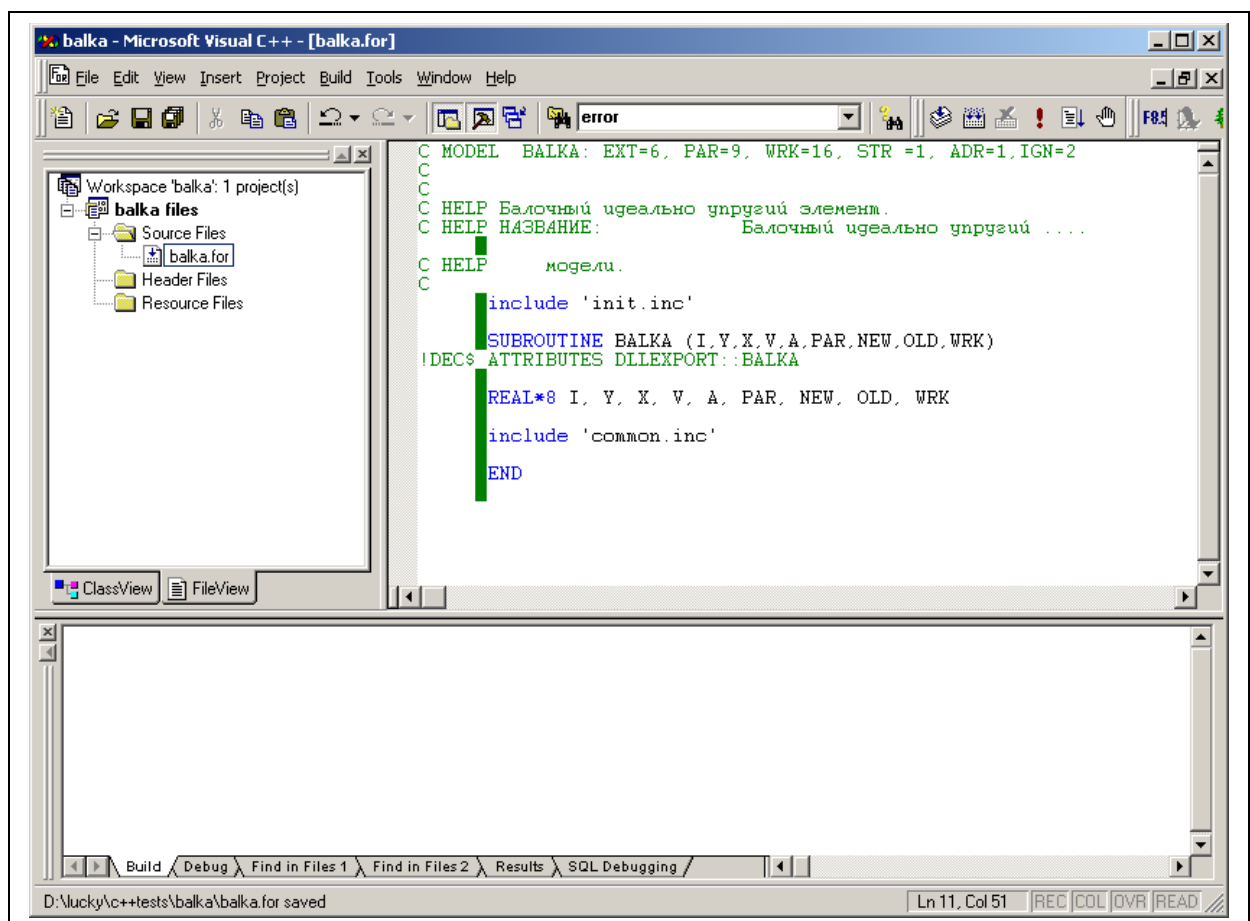 balka - Microsoft Visual C++ - [balka.for]
File Edit View Insert Project Build Tools Window Help
error
Workspace 'balka': 1 project(s)
balka files
Source Files
balka.for
Header Files
Resource Files
ClassView FileView
C MODEL BALKA: EXT=6, PAR=9, WRK=16, STR =1, ADR=1,IGN=2
C
C
C HELP Балочный идеально упругий элемент.
C HELP НАЗВАНИЕ: Балочный идеально упругий ....
C HELP модели.
C
include 'init.inc'
SUBROUTINE BALKA (I,Y,X,V,A,PAR,NEW,OLD,WRK)
!DEC$ ATTRIBUTES DLLEXPORT::BALKA
REAL*8 I, Y, X, V, A, PAR, NEW, OLD, WRK
include 'common.inc'
END
Build Debug Find in Files 1 Find in Files 2 Results SQL Debugging
D:\lucky\c++tests\balka\balka.for saved
Ln 11, Col 51 REC COL OVR READ